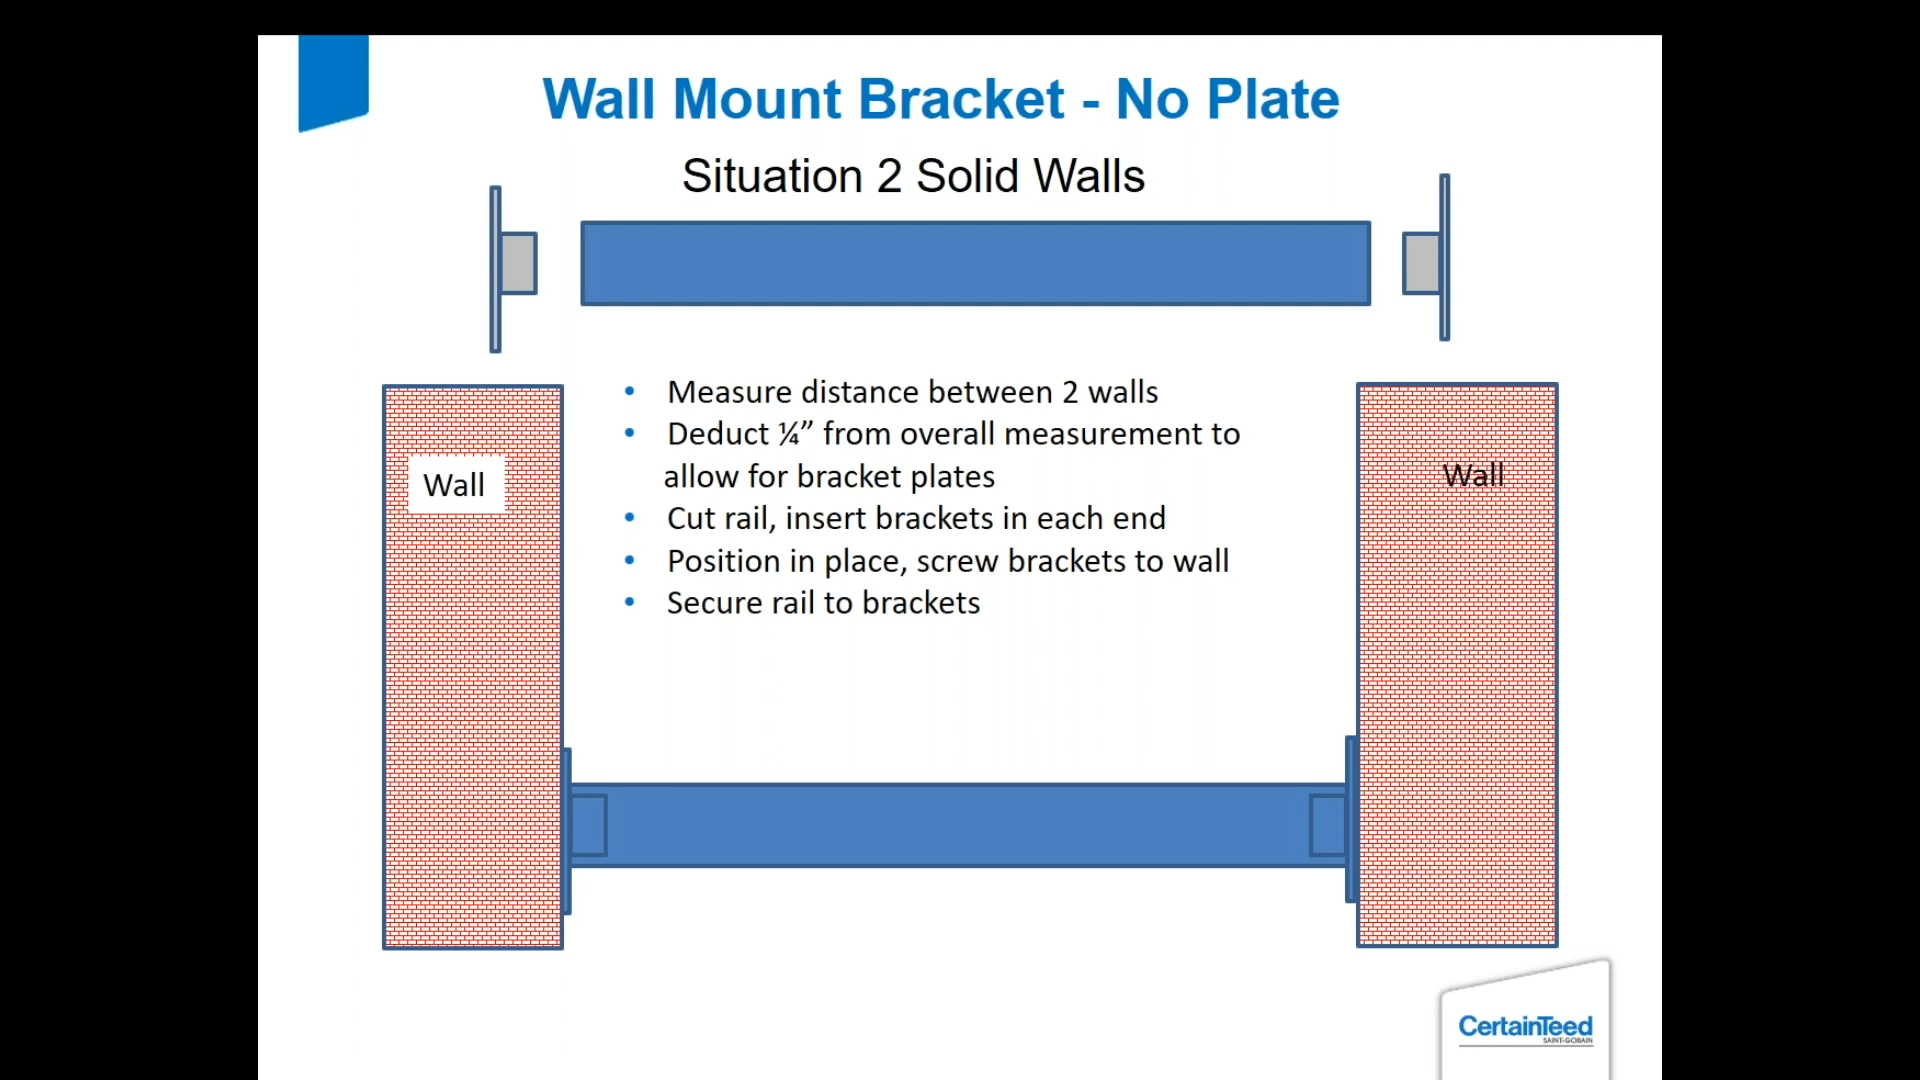 Wall Mount Bracket - No Plate
Situation 2 Solid Walls
• Measure distance between 2 walls
• Deduct ¼” from overall measurement to
allow for bracket plates
• Cut rail, insert brackets in each end
• Position in place, screw brackets to wall
• Secure rail to brackets
Wall
Wall
CertainTeed
SAINT-GOBAIN